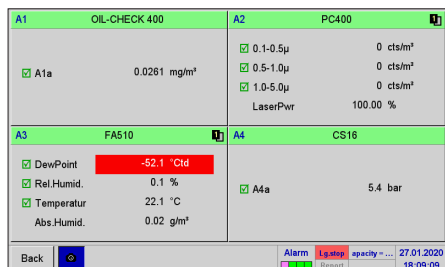 A1 OIL-CHECK 400
A1a 0.0261 mg/m³
A2 PC400 1
0.1-0.5µ 0 cts/m³
0.5-1.0µ 0 cts/m³
1.0-5.0µ 0 cts/m³
LaserPwr 100.00 %
A3 FA510 1
DewPoint -52.1 °Ctd
Rel.Humid. 0.1 %
Temperatur 22.1 °C
Abs.Humid. 0.02 g/m³
A4 CS16
A4a 5.4 bar
Back
Alarm
Lg.stop
apacity = ...
27.01.2020
Report
18:09:09